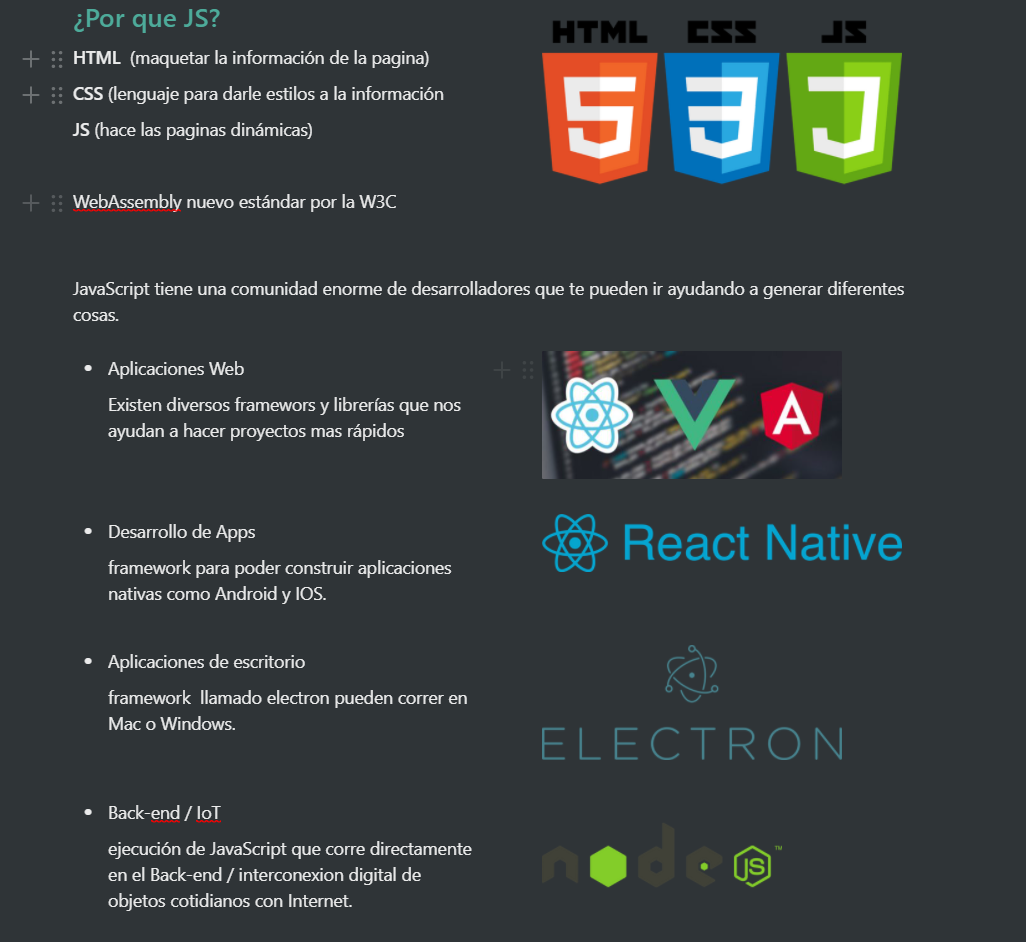 ¿Por que JS?
HTML (maquetar la información de la pagina)
CSS (lenguaje para darle estilos a la información
JS (hace las paginas dinámicas)
HTML CSS JS
WebAssembly nuevo estándar por la W3C
JavaScript tiene una comunidad enorme de desarrolladores que te pueden ir ayudando a generar diferentes
cosas.
Aplicaciones Web
Existen diversos framewors y librerías que nos
ayudan a hacer proyectos mas rápidos
Desarrollo de Apps
framework para poder construir aplicaciones
nativas como Android y IOS.
React Native
Aplicaciones de escritorio
framework llamado electron pueden correr en
Mac o Windows.
ELECTRON
Back-end / IoT
ejecución de JavaScript que corre directamente
en el Back-end / interconexion digital de
objetos cotidianos con Internet.
node JS™